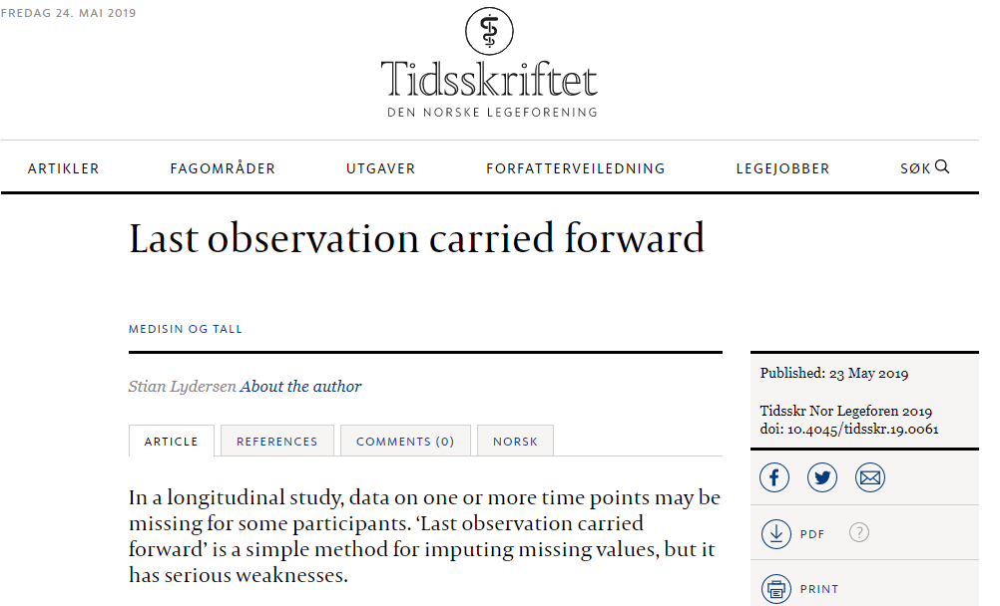 FREDAG 24. MAI 2019
Tidsskriftet
DEN NORSKE LEGEFORENING
ARTIKLER FAGOMRÅDER UTGAVER FORFATTERVEILEDNING LEGEJOBBER SØK
Last observation carried forward
MEDISIN OG TALL
Stian Lydersen About the author
ARTICLE REFERENCES COMMENTS (0) NORSK
In a longitudinal study, data on one or more time points may be
missing for some participants. ‘Last observation carried
forward’ is a simple method for imputing missing values, but it
has serious weaknesses.
Published: 23 May 2019
Tidsskr Nor Legeforen 2019
doi: 10.4045/tidsskr.19.0061
PDF ?
PRINT